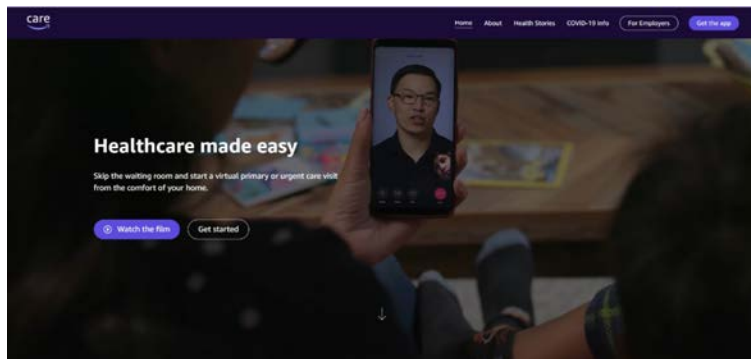 care
Home About Health Stories COVID-19 Info For Employers Get the app
Healthcare made easy
Skip the waiting room and start a virtual primary or urgent care visit
from the comfort of your home.
Watch the film Get started